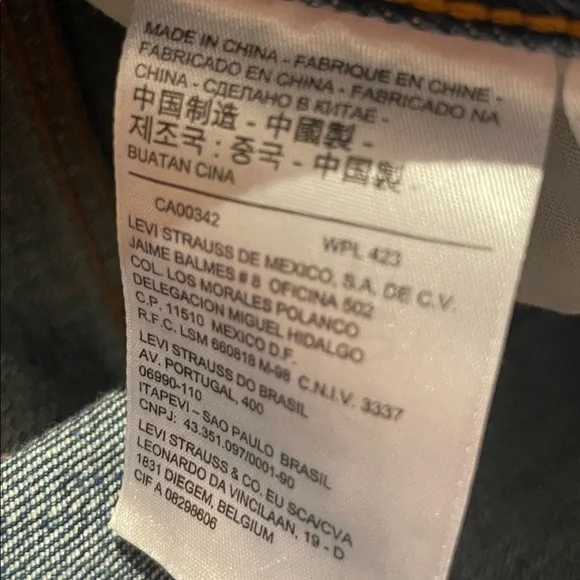 MADE IN CHINA - FABRIQUE EN CHINE -
FABRICADO EN CHINA - FABRICADO NA
CHINA - СДЕЛАНО В КИТАЕ -
中国制造 - 中國製 -
제조국 : 중국 - 中国製 -
BUATAN CINA
CA00342 WPL 423
LEVI STRAUSS DE MEXICO, S.A. DE C.V.
JAIME BALMES # 8 OFICINA 502
COL. LOS MORALES POLANCO
DELEGACION MIGUEL HIDALGO
C.P. 11510 MEXICO D.F.
R.F.C. LSM 660818 M-98 C.N.I.V. 3337
LEVI STRAUSS DO BRASIL
AV. PORTUGAL, 400
06990-110
ITAPEVI – SAO PAULO BRASIL
CNPJ: 43.351.097/0001-90
LEVI STRAUSS & CO. EU SCA/CVA
LEONARDO DA VINCILAAN, 19 - D
1831 DIEGEM, BELGIUM
CIF A 08298606